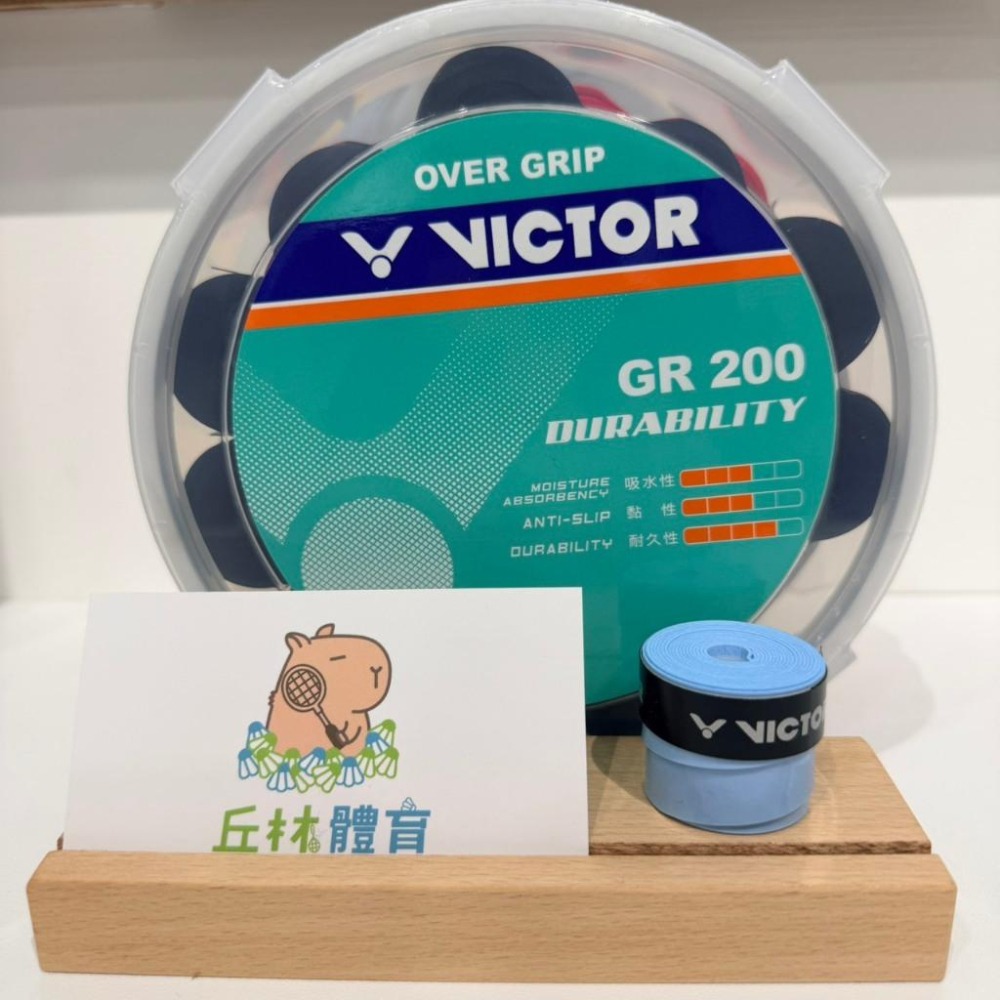 OVER GRIP
VICTOR
GR 200
DURABILITY
MOISTURE ABSORBENCY 吸水性
ANTI-SLIP 黏 性
DURABILITY 耐久性
VICTO
丘林體育